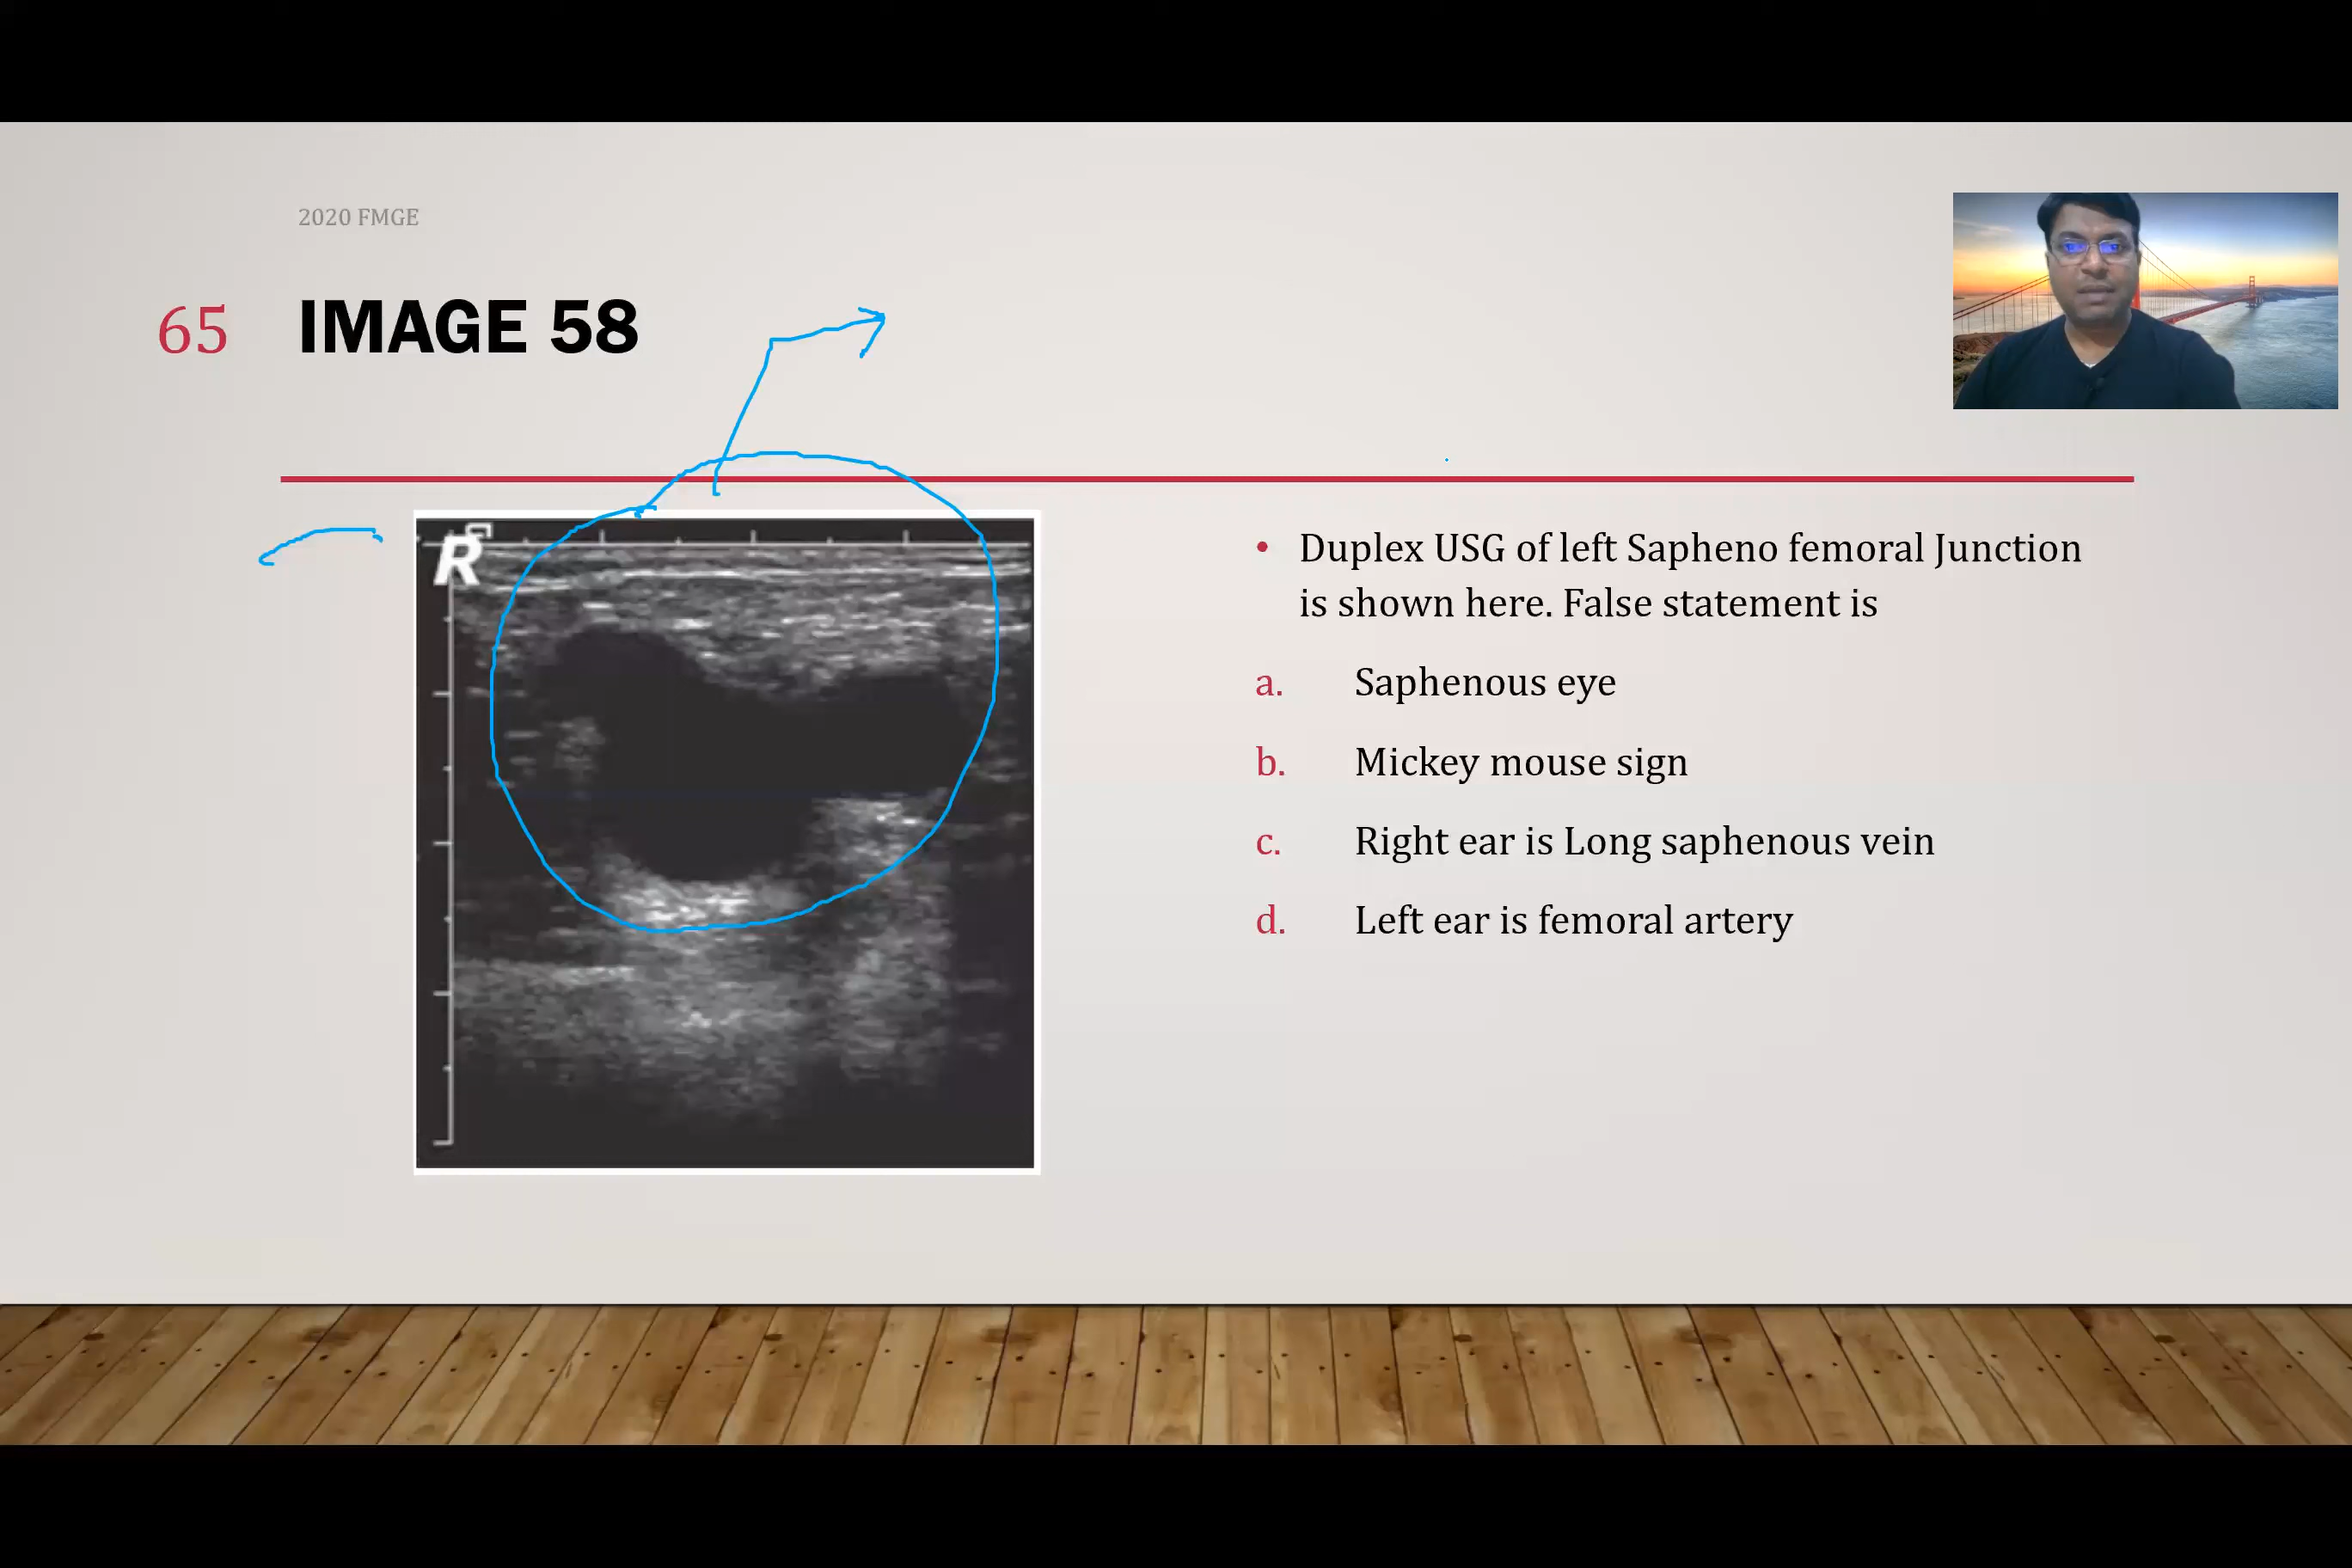 2020 FMGE
65 IMAGE 58
R
• Duplex USG of left Sapheno femoral Junction
is shown here. False statement is
a. Saphenous eye
b. Mickey mouse sign
c. Right ear is Long saphenous vein
d. Left ear is femoral artery